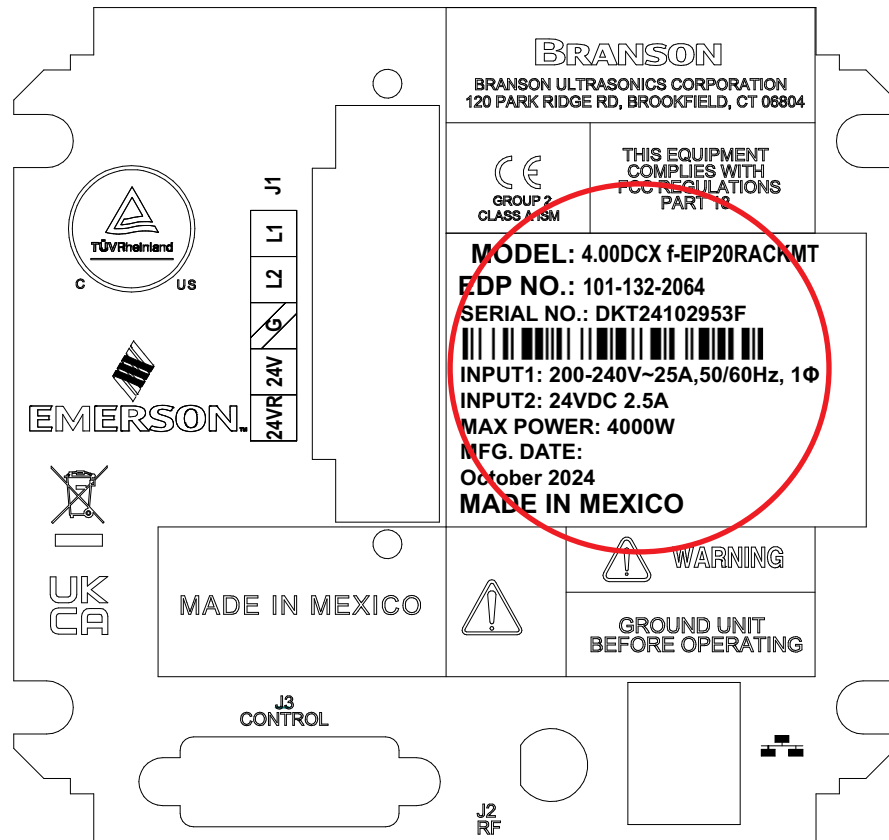 BRANSON
BRANSON ULTRASONICS CORPORATION
120 PARK RIDGE RD, BROOKFIELD, CT 06804
CE
GROUP 2
CLASS A ISM
THIS EQUIPMENT
COMPLIES WITH
FCC REGULATIONS
PART 18
TÜVRheinland
C US
J1
L1
L2
G
24V
24VR
EMERSON™
MODEL: 4.00DCX f-EIP20RACKMT
EDP NO.: 101-132-2064
SERIAL NO.: DKT24102953F
INPUT1: 200-240V~25A,50/60Hz, 1Φ
INPUT2: 24VDC 2.5A
MAX POWER: 4000W
MFG. DATE:
October 2024
MADE IN MEXICO
UK
CA
MADE IN MEXICO
WARNING
GROUND UNIT
BEFORE OPERATING
J3
CONTROL
J2
RF